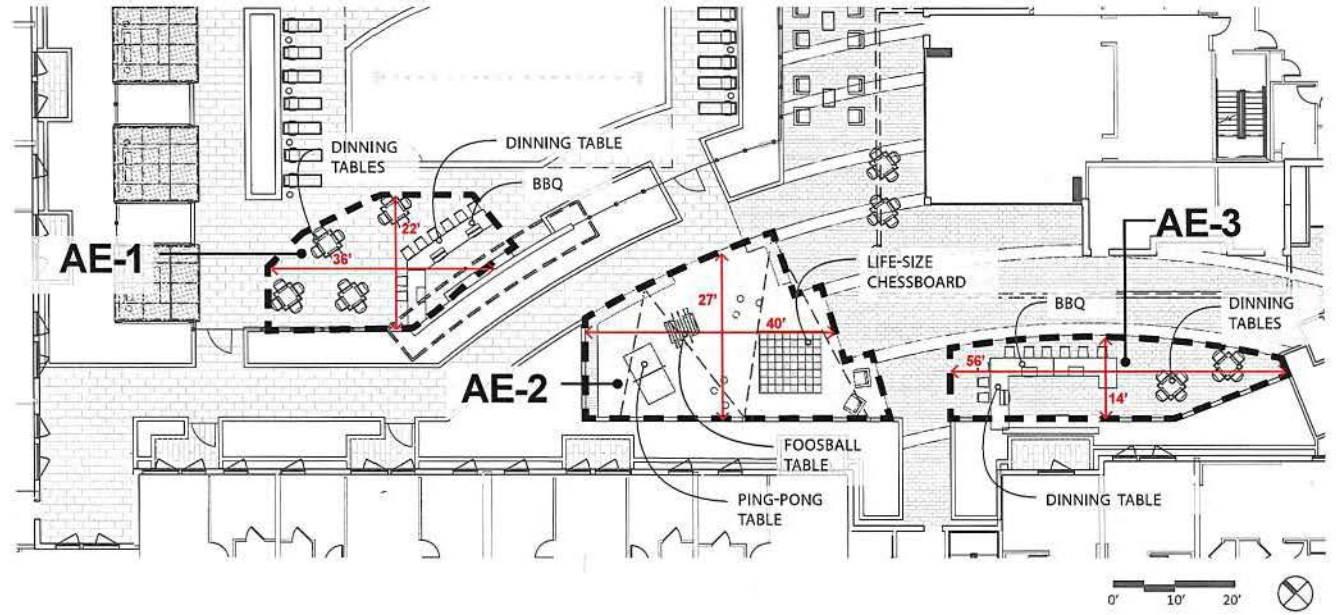 DINNING
TABLES
DINNING TABLE
BBQ
22'
AE-1
36'
AE-3
LIFE-SIZE
CHESSBOARD
27'
40'
BBQ
DINNING
TABLES
56'
14'
AE-2
FOOSBALL
TABLE
PING-PONG
TABLE
DINNING TABLE
0' 10' 20'